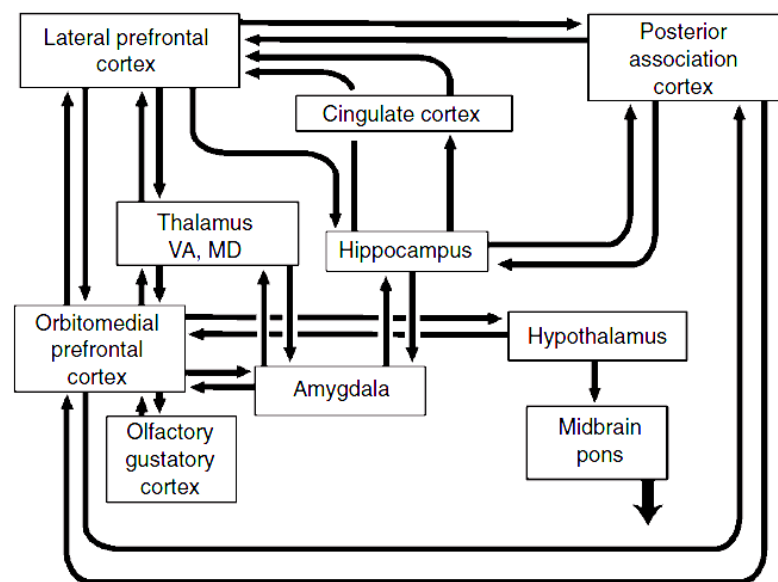 Lateral prefrontal
cortex
Posterior
association
cortex
Cingulate cortex
Thalamus
VA, MD
Hippocampus
Orbitomedial
prefrontal
cortex
Hypothalamus
Amygdala
Olfactory
gustatory
cortex
Midbrain
pons